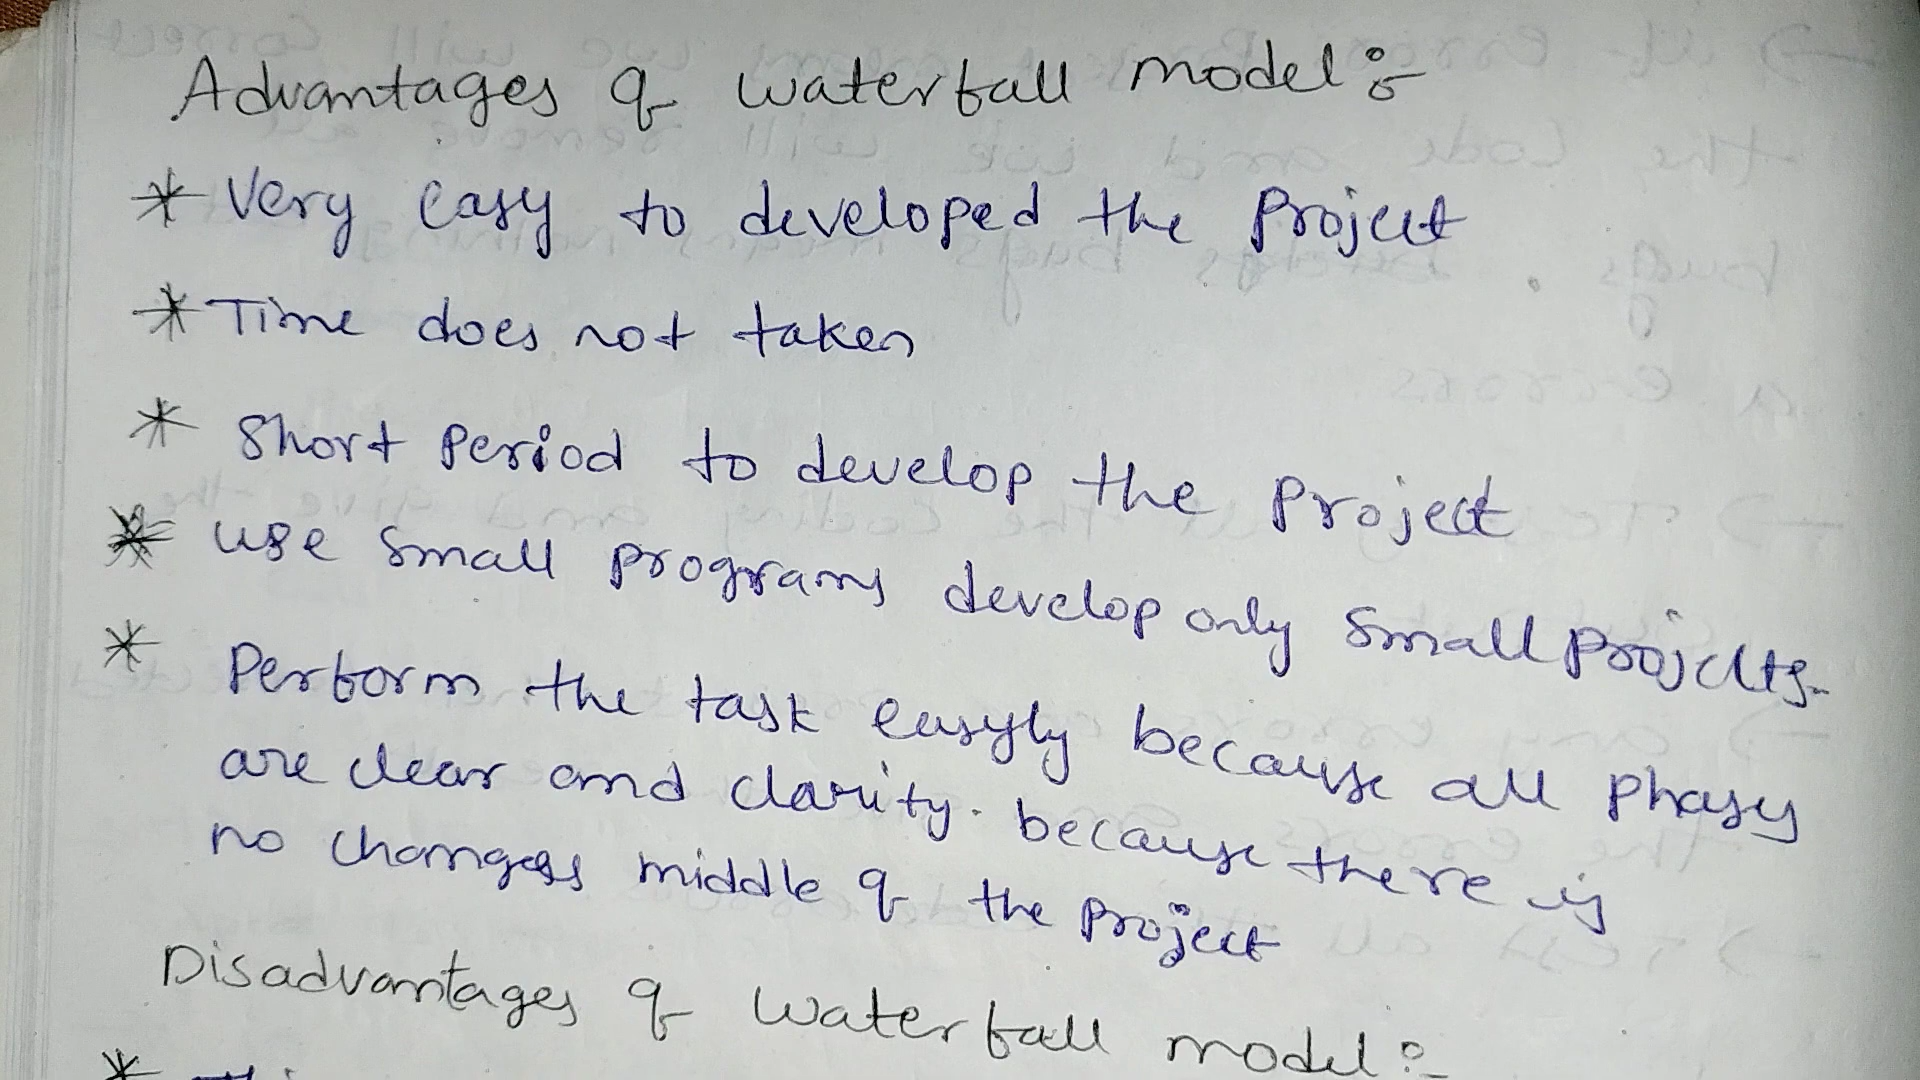 Advantages of waterfall model :-
* Very easy to developed the Project
* Time does not taken
* Short Period to develop the Project
* use small programs develop only small projects.
* Perform the task easyly because all phases
are clear and clarity. because there is
no changes middle of the Project
Disadvantages of waterfall model :-
*